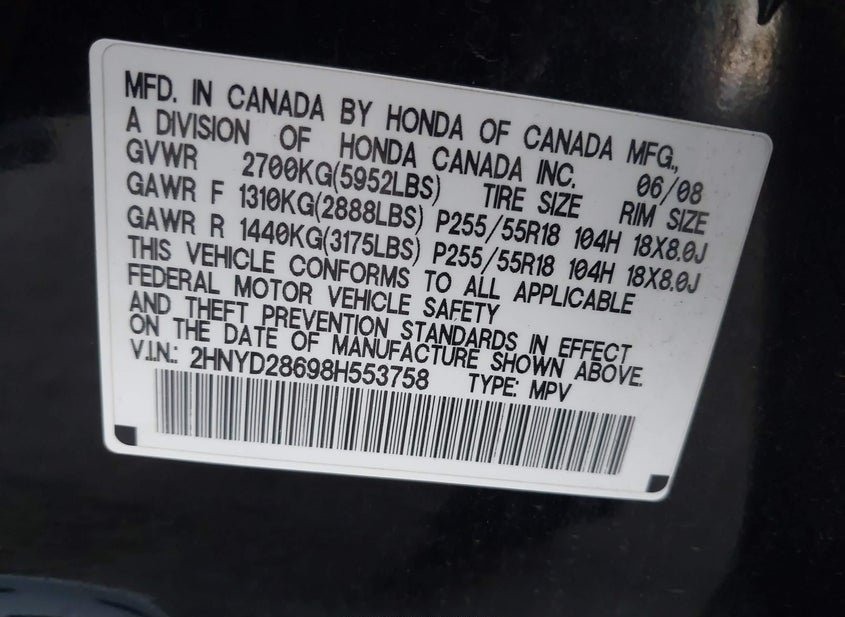 MFD. IN CANADA BY HONDA OF CANADA MFG.,
A DIVISION OF HONDA CANADA INC. 06/08
GVWR 2700KG(5952LBS) TIRE SIZE RIM SIZE
GAWR F 1310KG(2888LBS) P255/55R18 104H 18X8.0J
GAWR R 1440KG(3175LBS) P255/55R18 104H 18X8.0J
THIS VEHICLE CONFORMS TO ALL APPLICABLE
FEDERAL MOTOR VEHICLE SAFETY
AND THEFT PREVENTION STANDARDS IN EFFECT
ON THE DATE OF MANUFACTURE SHOWN ABOVE.
V.I.N.: 2HNYD28698H553758 TYPE: MPV